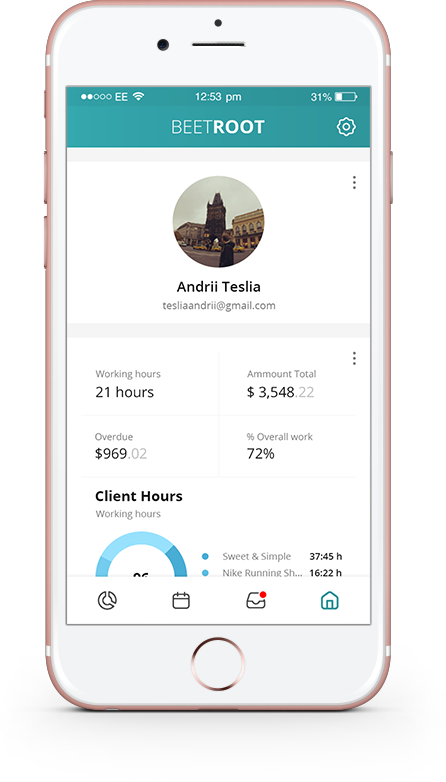 EE 12:53 pm 31%
BEETROOT
Andrii Teslia
tesliaandrii@gmail.com
Working hours Ammount Total
21 hours $ 3,548.22
Overdue % Overall work
$969.02 72%
Client Hours
Working hours
Sweet & Simple 37:45 h
Nike Running Sh... 16:22 h